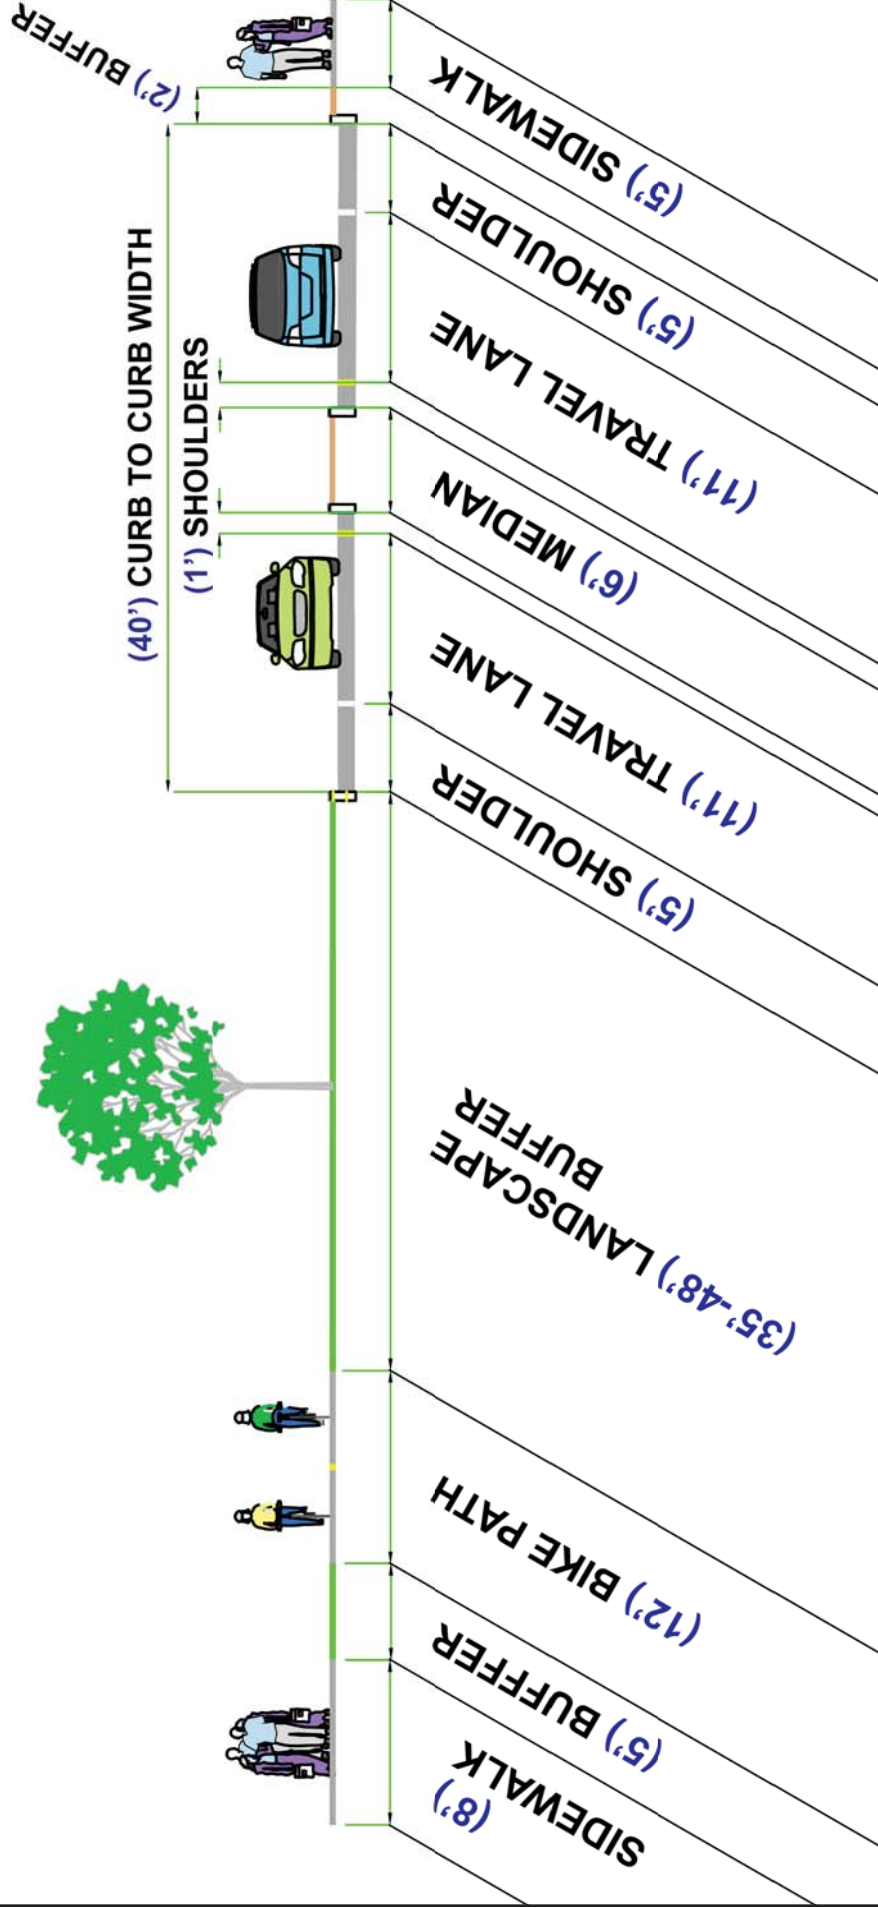 (40') CURB TO CURB WIDTH
(1') SHOULDERS
(2') BUFFER
SIDEWALK
(8')
(5') BUFFFER
(12') BIKE PATH
(35'-48') LANDSCAPE
BUFFER
(5') SHOULDER
(11') TRAVEL LANE
(6') MEDIAN
(11') TRAVEL LANE
(5') SHOULDER
(5') SIDEWALK